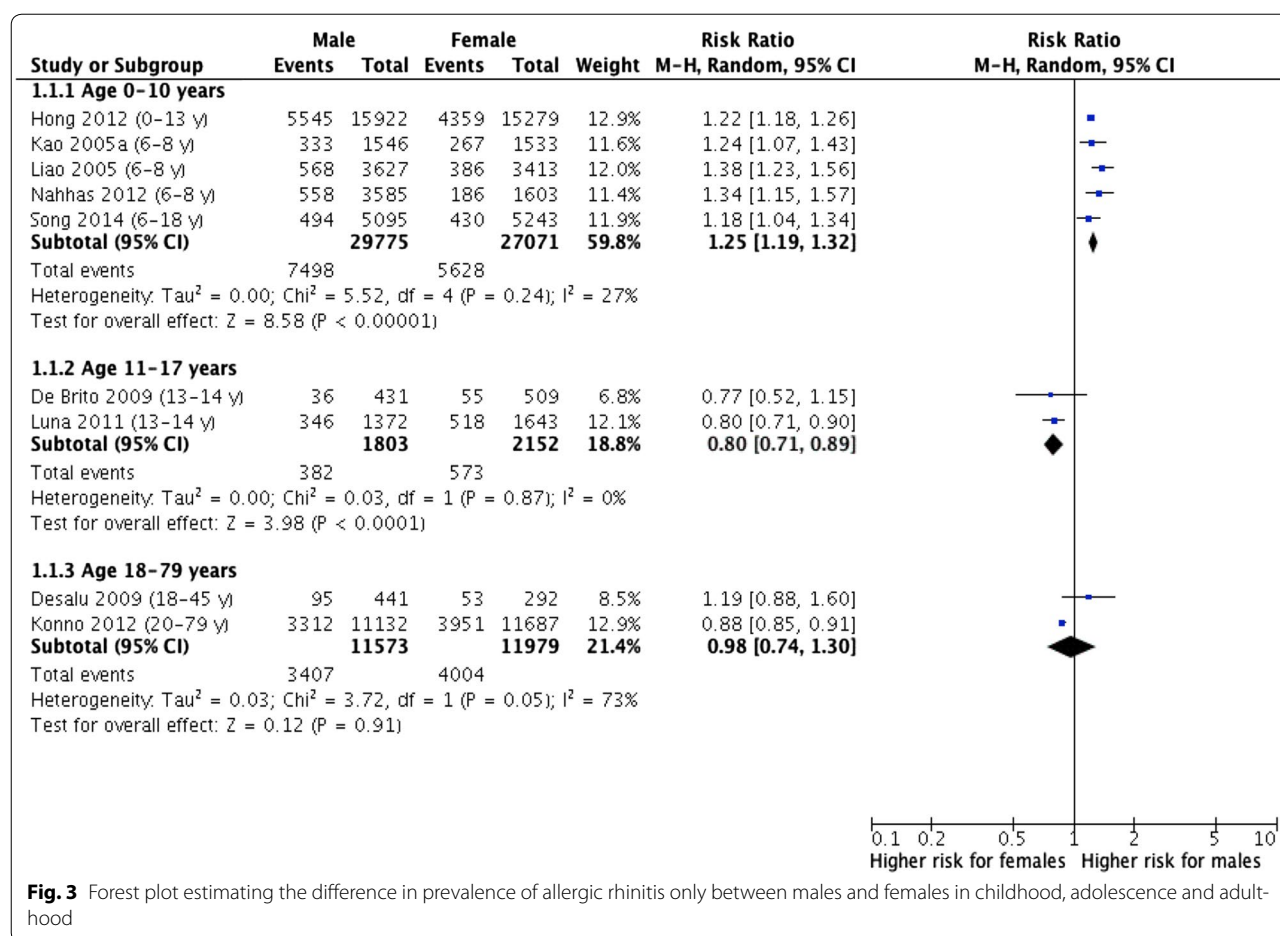 Male Female Risk Ratio Risk Ratio
Study or Subgroup Events Total Events Total Weight M-H, Random, 95% CI M-H, Random, 95% CI
1.1.1 Age 0-10 years
Hong 2012 (0-13 y) 5545 15922 4359 15279 12.9% 1.22 [1.18, 1.26]
Kao 2005a (6-8 y) 333 1546 267 1533 11.6% 1.24 [1.07, 1.43]
Liao 2005 (6-8 y) 568 3627 386 3413 12.0% 1.38 [1.23, 1.56]
Nahhas 2012 (6-8 y) 558 3585 186 1603 11.4% 1.34 [1.15, 1.57]
Song 2014 (6-18 y) 494 5095 430 5243 11.9% 1.18 [1.04, 1.34]
Subtotal (95% CI) 29775 27071 59.8% 1.25 [1.19, 1.32]
Total events 7498 5628
Heterogeneity: Tau² = 0.00; Chi² = 5.52, df = 4 (P = 0.24); I² = 27%
Test for overall effect: Z = 8.58 (P < 0.00001)
1.1.2 Age 11-17 years
De Brito 2009 (13-14 y) 36 431 55 509 6.8% 0.77 [0.52, 1.15]
Luna 2011 (13-14 y) 346 1372 518 1643 12.1% 0.80 [0.71, 0.90]
Subtotal (95% CI) 1803 2152 18.8% 0.80 [0.71, 0.89]
Total events 382 573
Heterogeneity: Tau² = 0.00; Chi² = 0.03, df = 1 (P = 0.87); I² = 0%
Test for overall effect: Z = 3.98 (P < 0.0001)
1.1.3 Age 18-79 years
Desalu 2009 (18-45 y) 95 441 53 292 8.5% 1.19 [0.88, 1.60]
Konno 2012 (20-79 y) 3312 11132 3951 11687 12.9% 0.88 [0.85, 0.91]
Subtotal (95% CI) 11573 11979 21.4% 0.98 [0.74, 1.30]
Total events 3407 4004
Heterogeneity: Tau² = 0.03; Chi² = 3.72, df = 1 (P = 0.05); I² = 73%
Test for overall effect: Z = 0.12 (P = 0.91)
0.1 0.2 0.5 1 2 5 10
Higher risk for females Higher risk for males
Fig. 3 Forest plot estimating the difference in prevalence of allergic rhinitis only between males and females in childhood, adolescence and adult-
hood